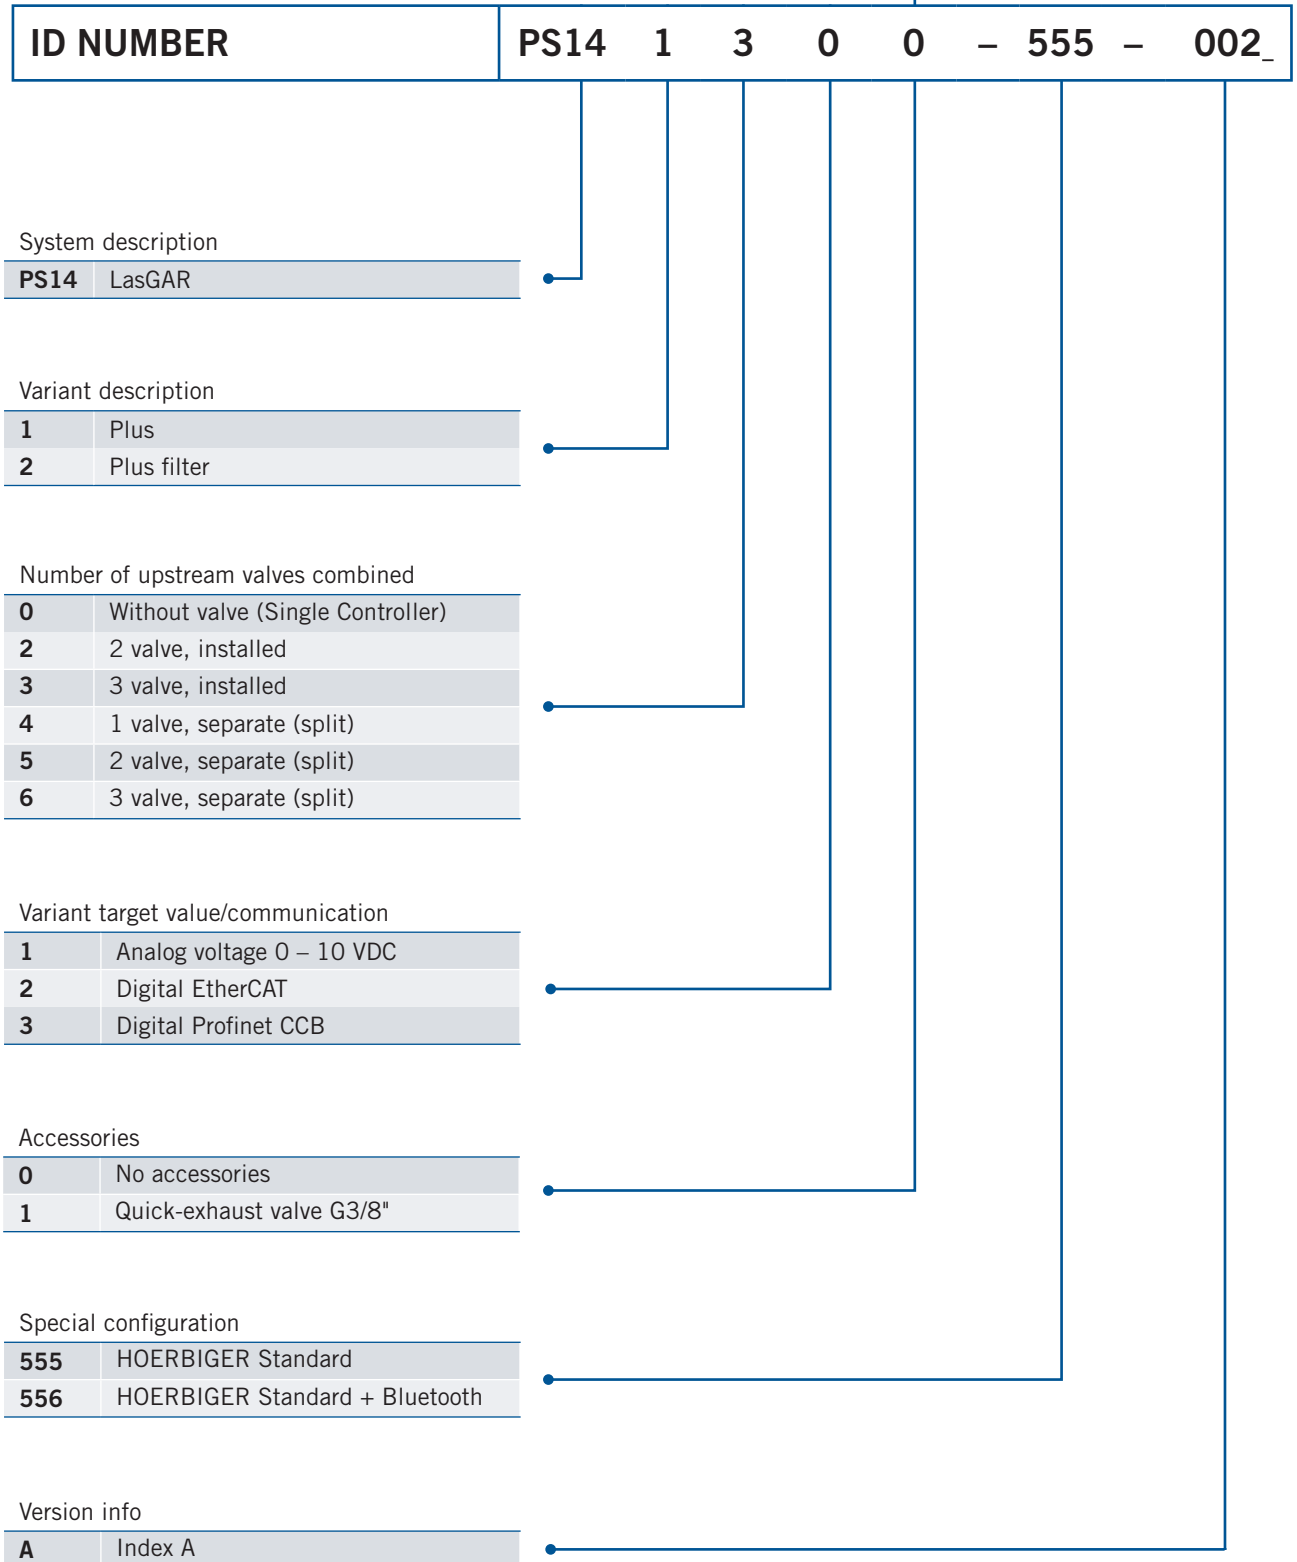 ID NUMBER PS14 1 3 0 0 – 555 – 002_
System description
PS14 LasGAR
Variant description
1 Plus
2 Plus filter
Number of upstream valves combined
0 Without valve (Single Controller)
2 2 valve, installed
3 3 valve, installed
4 1 valve, separate (split)
5 2 valve, separate (split)
6 3 valve, separate (split)
Variant target value/communication
1 Analog voltage 0 – 10 VDC
2 Digital EtherCAT
3 Digital Profinet CCB
Accessories
0 No accessories
1 Quick-exhaust valve G3/8"
Special configuration
555 HOERBIGER Standard
556 HOERBIGER Standard + Bluetooth
Version info
A Index A